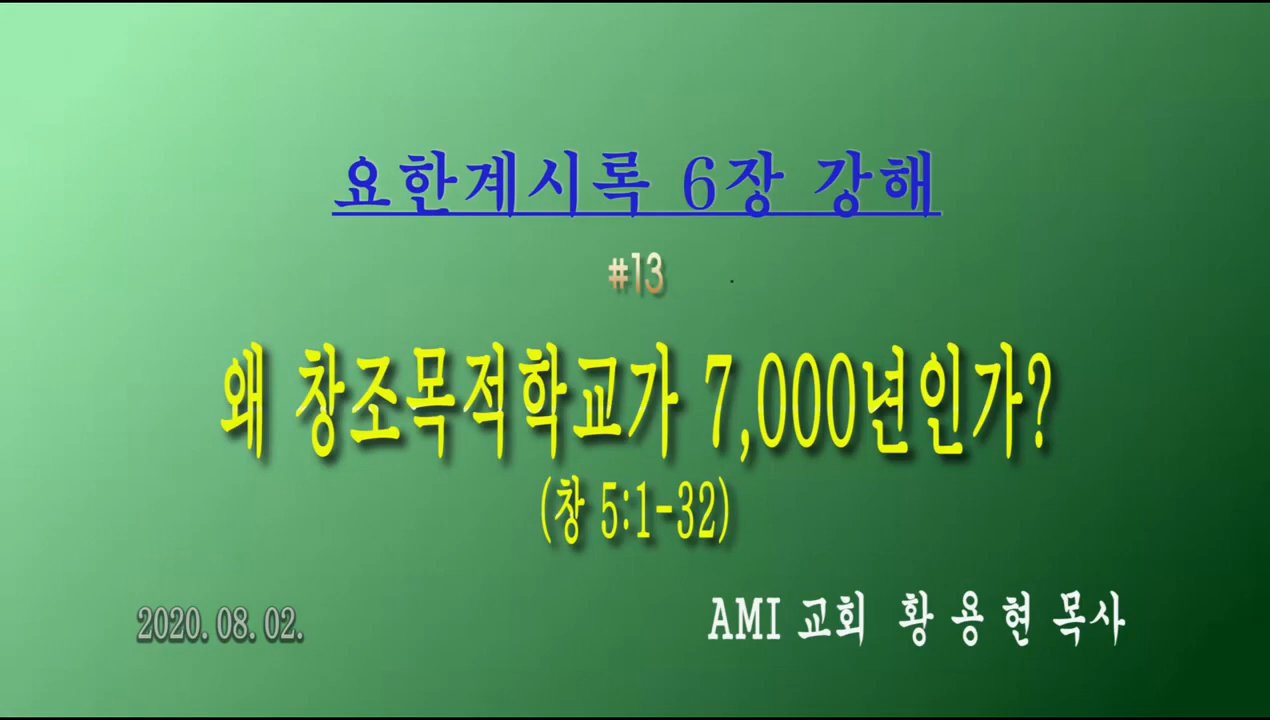 요한계시록 6장 강해
#13
왜 창조목적학교가 7,000년인가?
(창 5:1-32)
2020. 08. 02.
AMI 교회 황 용 현 목사